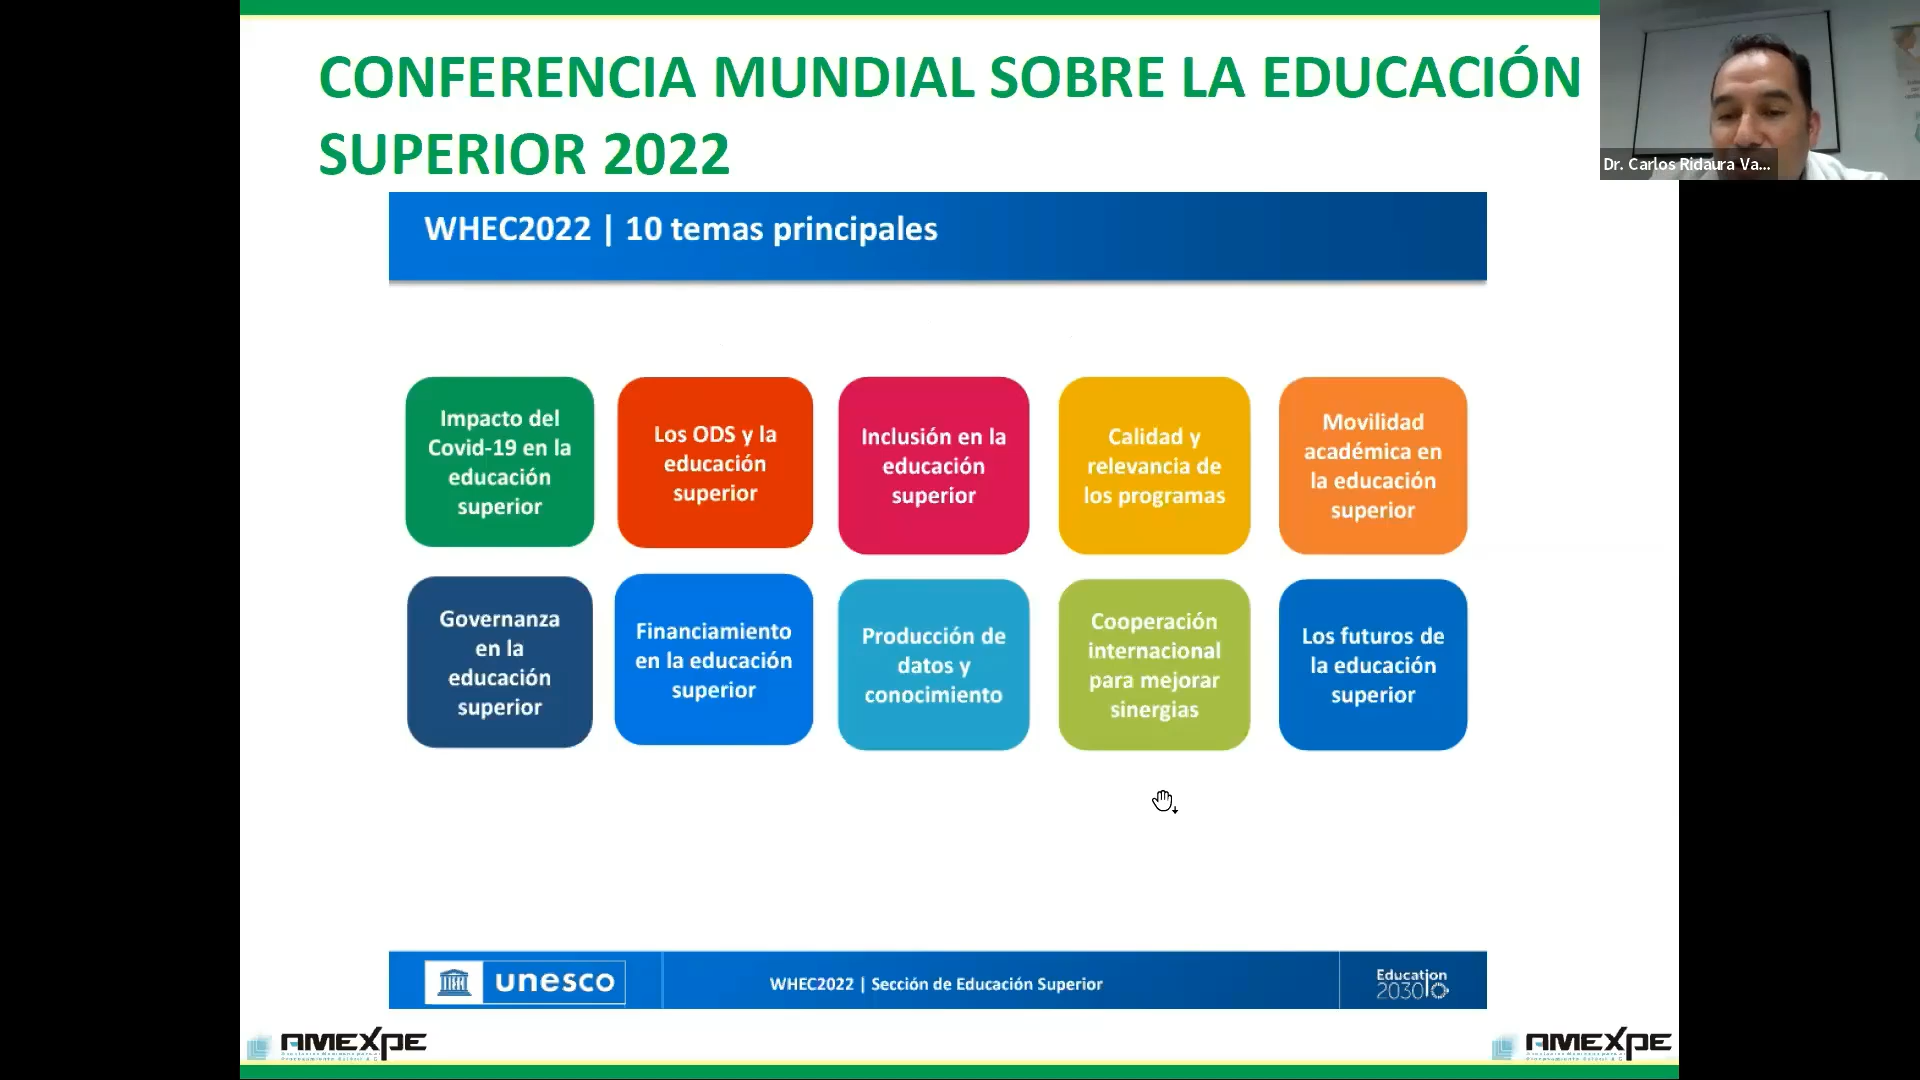 CONFERENCIA MUNDIAL SOBRE LA EDUCACIÓN
SUPERIOR 2022
Dr. Carlos Ridaura Va...
WHEC2022 | 10 temas principales
Impacto del
Covid-19 en la
educación
superior
Los ODS y la
educación
superior
Inclusión en la
educación
superior
Calidad y
relevancia de
los programas
Movilidad
académica en
la educación
superior
Governanza
en la
educación
superior
Financiamiento
en la educación
superior
Producción de
datos y
conocimiento
Cooperación
internacional
para mejorar
sinergias
Los futuros de
la educación
superior
unesco
WHEC2022 | Sección de Educación Superior
Education
2030
AMEXPE
AMEXPE